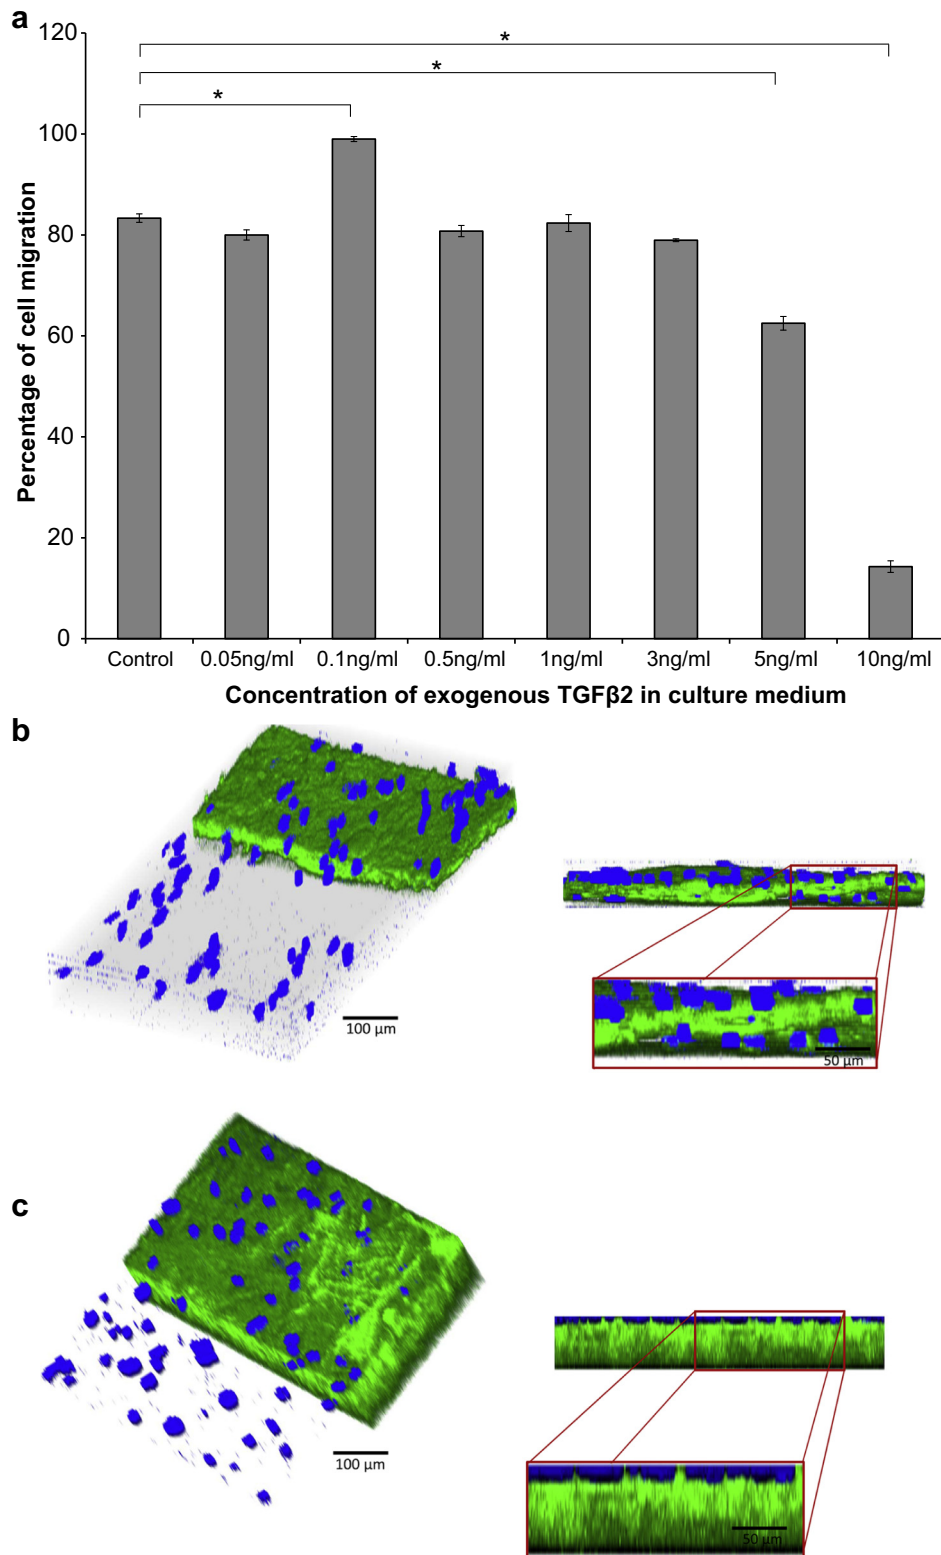 a
120
100
80
60
40
20
0
Percentage of cell migration
*
*
*
Control 0.05ng/ml 0.1ng/ml 0.5ng/ml 1ng/ml 3ng/ml 5ng/ml 10ng/ml
Concentration of exogenous TGFβ2 in culture medium
b
100 µm
50 µm
c
100 µm
50 µm